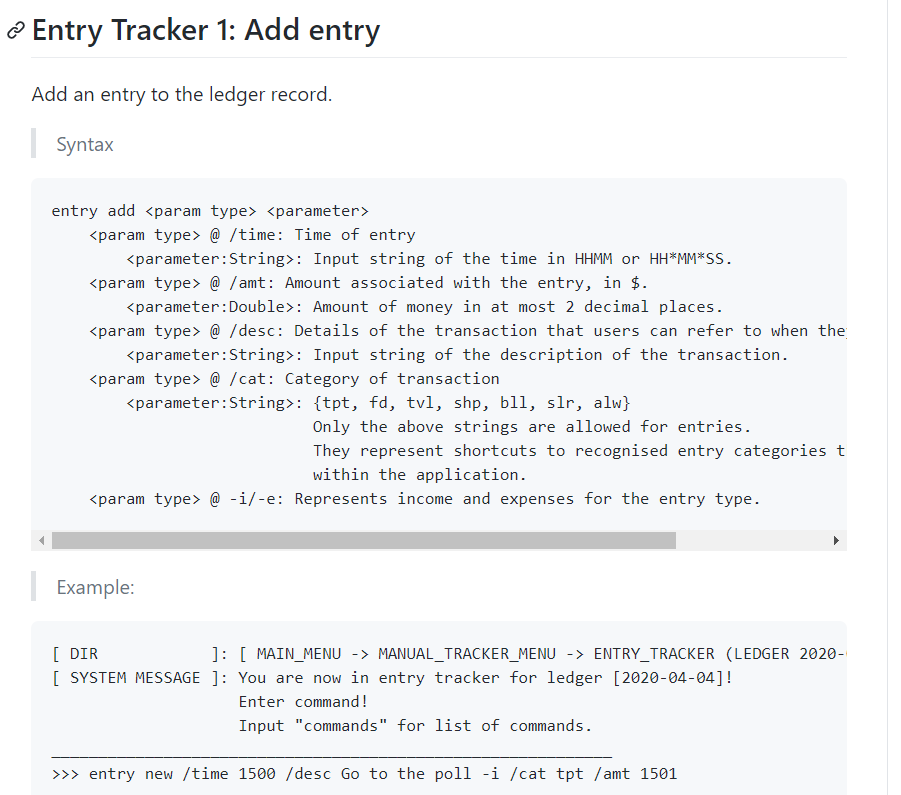 Entry Tracker 1: Add entry
Add an entry to the ledger record.
Syntax
entry add <param type> <parameter>
<param type> @ /time: Time of entry
<parameter:String>: Input string of the time in HHMM or HH*MM*SS.
<param type> @ /amt: Amount associated with the entry, in $.
<parameter:Double>: Amount of money in at most 2 decimal places.
<param type> @ /desc: Details of the transaction that users can refer to when the
<parameter:String>: Input string of the description of the transaction.
<param type> @ /cat: Category of transaction
<parameter:String>: {tpt, fd, tvl, shp, bll, slr, alw}
Only the above strings are allowed for entries.
They represent shortcuts to recognised entry categories t
within the application.
<param type> @ -i/-e: Represents income and expenses for the entry type.
Example:
[ DIR ]: [ MAIN_MENU -> MANUAL_TRACKER_MENU -> ENTRY_TRACKER (LEDGER 2020-
[ SYSTEM MESSAGE ]: You are now in entry tracker for ledger [2020-04-04]!
Enter command!
Input "commands" for list of commands.
____________________________________________________________
>>> entry new /time 1500 /desc Go to the poll -i /cat tpt /amt 1501